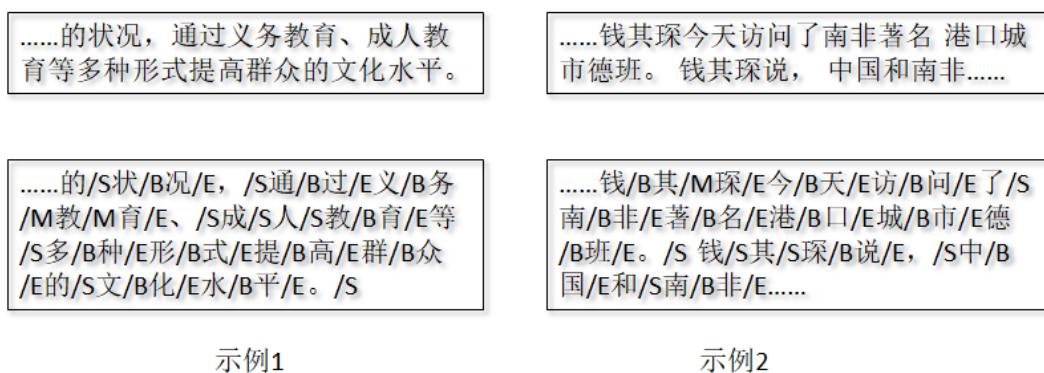 ……的状况，通过义务教育、成人教
育等多种形式提高群众的文化水平。
……钱其琛今天访问了南非著名 港口城
市德班。 钱其琛说， 中国和南非……
……的/S状/B况/E，/S通/B过/E义/B务
/M教/M育/E、/S成/S人/S教/B育/E等
/S多/B种/E形/B式/E提/B高/E群/B众
/E的/S文/B化/E水/B平/E。/S
……钱/B其/M琛/E今/B天/E访/B问/E了/S
南/B非/E著/B名/E港/B口/E城/B市/E德
/B班/E。/S 钱/S其/S琛/B说/E，/S中/B
国/E和/S南/B非/E……
示例1
示例2